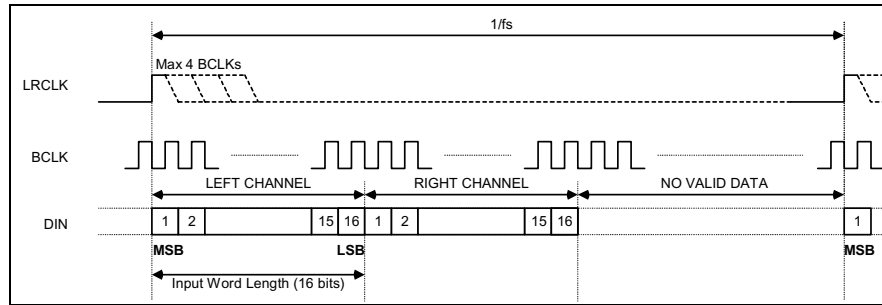 1/fs
Max 4 BCLKs
LRCLK
BCLK
LEFT CHANNEL RIGHT CHANNEL NO VALID DATA
DIN 1 2 15 16 1 2 15 16 1
MSB LSB MSB
Input Word Length (16 bits)